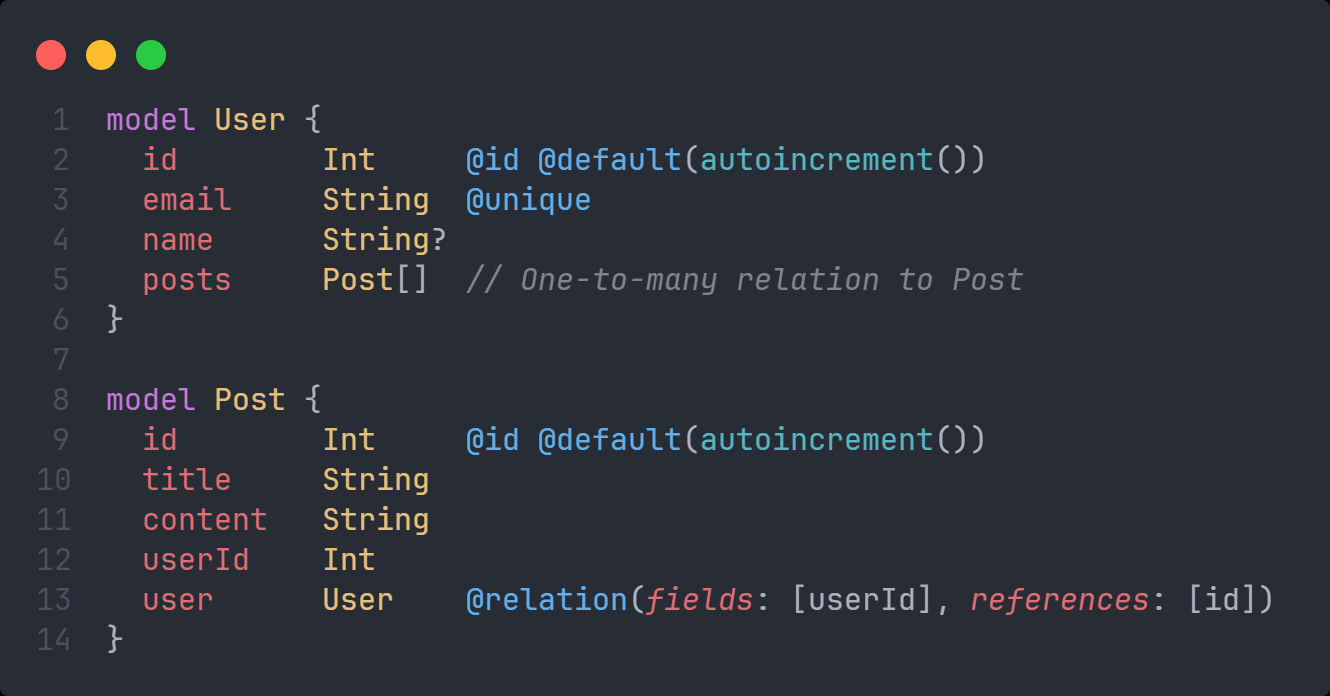 1 model User {
2   id        Int     @id @default(autoincrement())
3   email     String  @unique
4   name      String?
5   posts     Post[]  // One-to-many relation to Post
6 }
7
8 model Post {
9   id        Int     @id @default(autoincrement())
10   title     String
11   content   String
12   userId    Int
13   user      User    @relation(fields: [userId], references: [id])
14 }